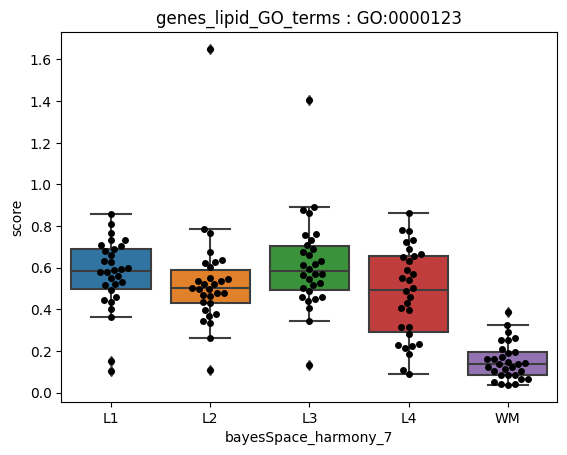 genes_lipid_GO_terms : GO:0000123
score
1.6
1.4
1.2
1.0
0.8
0.6
0.4
0.2
0.0
L1 L2 L3 L4 WM
bayesSpace_harmony_7